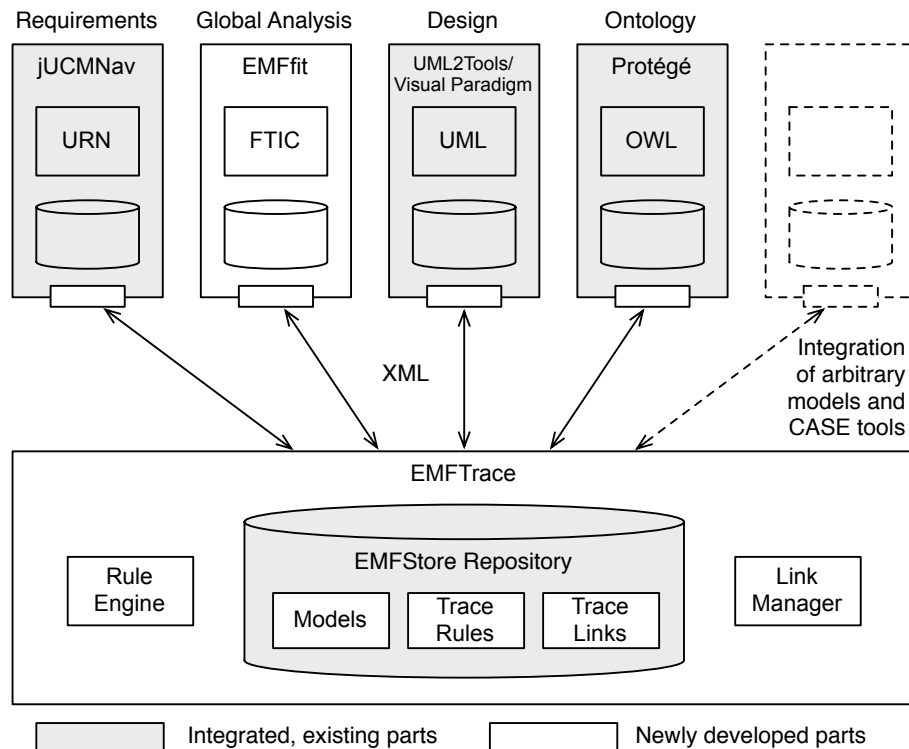 Requirements
Global Analysis
Design
Ontology
jUCMNav
EMFfit
UML2Tools/
Visual Paradigm
Protégé
URN
FTIC
UML
OWL
XML
Integration
of arbitrary
models and
CASE tools
EMFTrace
EMFStore Repository
Rule
Engine
Models
Trace
Rules
Trace
Links
Link
Manager
Integrated, existing parts
Newly developed parts